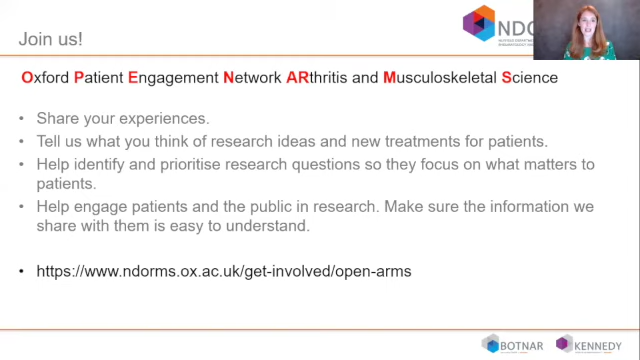 Join us!
NDO
Oxford Patient Engagement Network ARthritis and Musculoskeletal Science
• Share your experiences.
• Tell us what you think of research ideas and new treatments for patients.
• Help identify and prioritise research questions so they focus on what matters to
patients.
• Help engage patients and the public in research. Make sure the information we
share with them is easy to understand.
• https://www.ndorms.ox.ac.uk/get-involved/open-arms
BOTNAR
KENNEDY